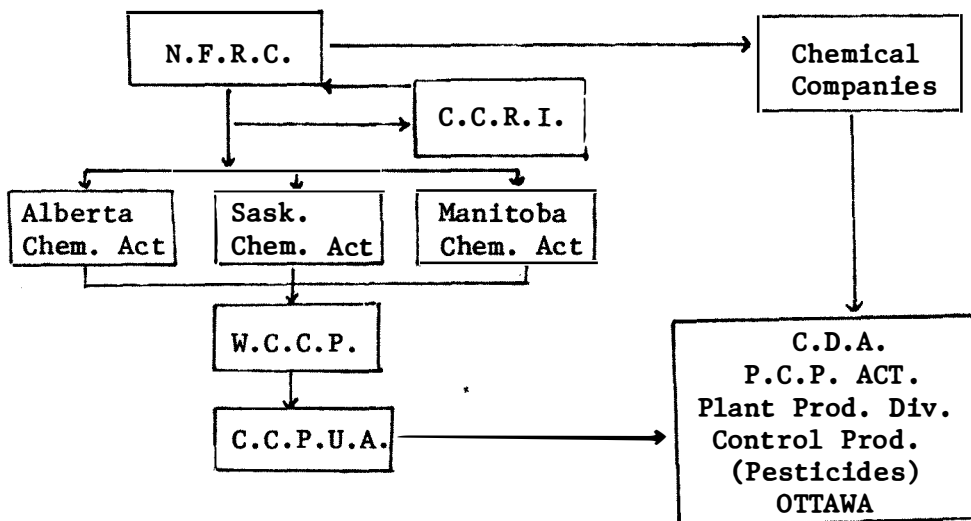 N.F.R.C.
Chemical
Companies
C.C.R.I.
Alberta
Chem. Act
Sask.
Chem. Act
Manitoba
Chem. Act
W.C.C.P.
C.C.P.U.A.
C.D.A.
P.C.P. ACT.
Plant Prod. Div.
Control Prod.
(Pesticides)
OTTAWA